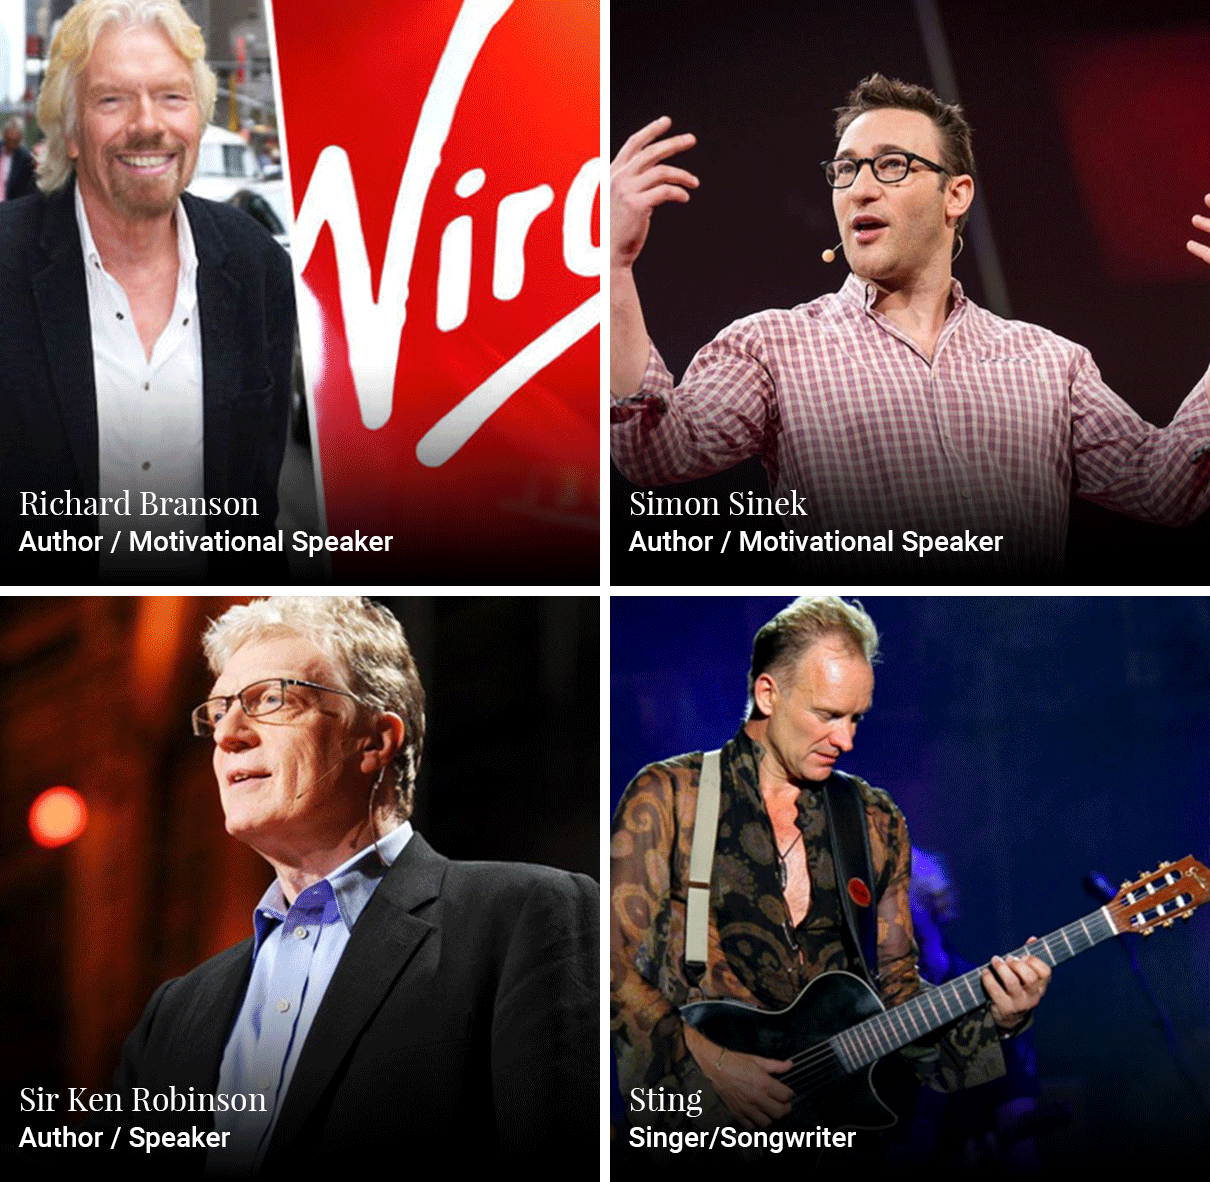 Virg
Richard Branson
Author / Motivational Speaker
Simon Sinek
Author / Motivational Speaker
Sir Ken Robinson
Author / Speaker
Sting
Singer/Songwriter